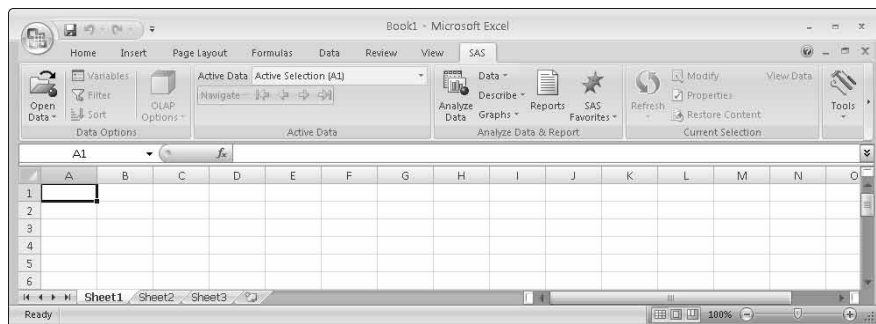 Book1 - Microsoft Excel
Home Insert Page Layout Formulas Data Review View SAS
Open Data
Variables
Filter
Sort
Data Options
OLAP Options
Active Data Active Selection (A1)
Navigate
Active Data
Analyze Data
Data
Describe
Graphs
Reports
SAS Favorites
Analyze Data & Report
Refresh
Modify
Properties
Restore Content
View Data
Current Selection
Tools
A1 fx
A B C D E F G H I J K L M N O
1
2
3
4
5
6
Sheet1 Sheet2 Sheet3
Ready 100%